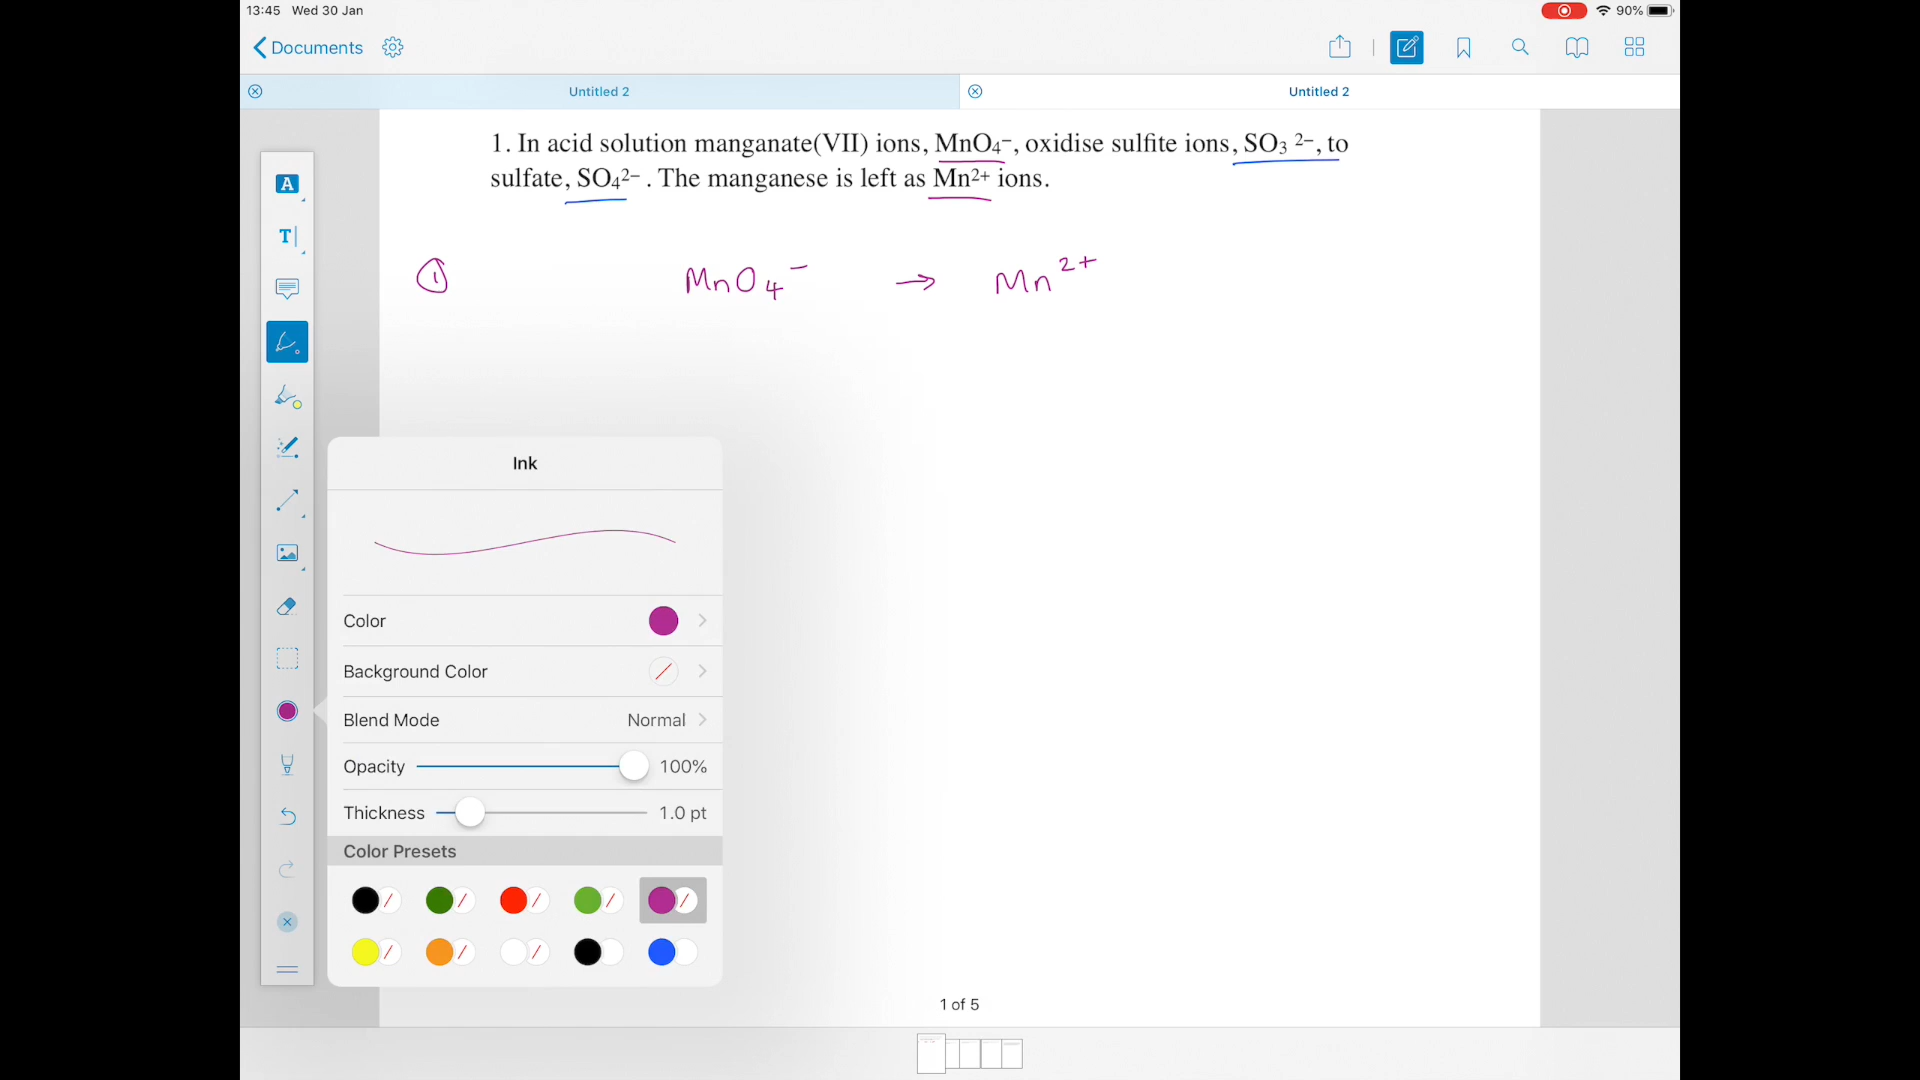 13:45 Wed 30 Jan
90%
Documents
Untitled 2
Untitled 2
1. In acid solution manganate(VII) ions, MnO₄⁻, oxidise sulfite ions, SO₃ ²⁻, to
sulfate, SO₄²⁻ . The manganese is left as Mn²⁺ ions.
① MnO₄⁻ → Mn²⁺
A
T
Ink
Color
Background Color
Blend Mode Normal
Opacity 100%
Thickness 1.0 pt
Color Presets
1 of 5